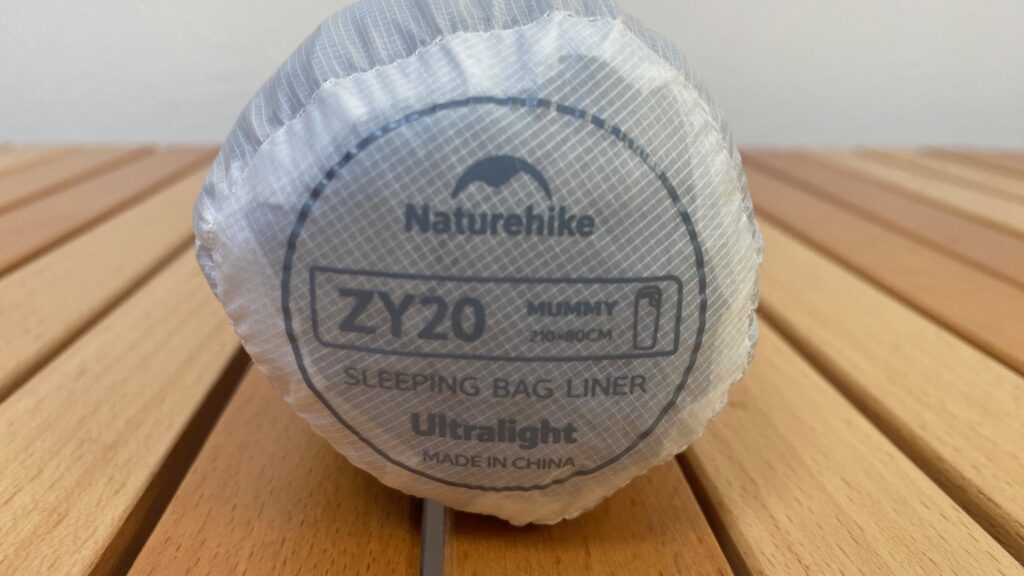 Naturehike
ZY20
MUMMY
210×80CM
SLEEPING BAG LINER
Ultralight
MADE IN CHINA